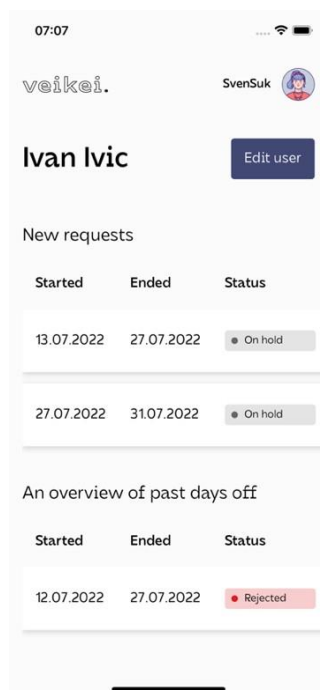 07:07
veikei.
SvenSuk
Ivan Ivic
Edit user
New requests
Started Ended Status
13.07.2022 27.07.2022 On hold
27.07.2022 31.07.2022 On hold
An overview of past days off
Started Ended Status
12.07.2022 27.07.2022 Rejected